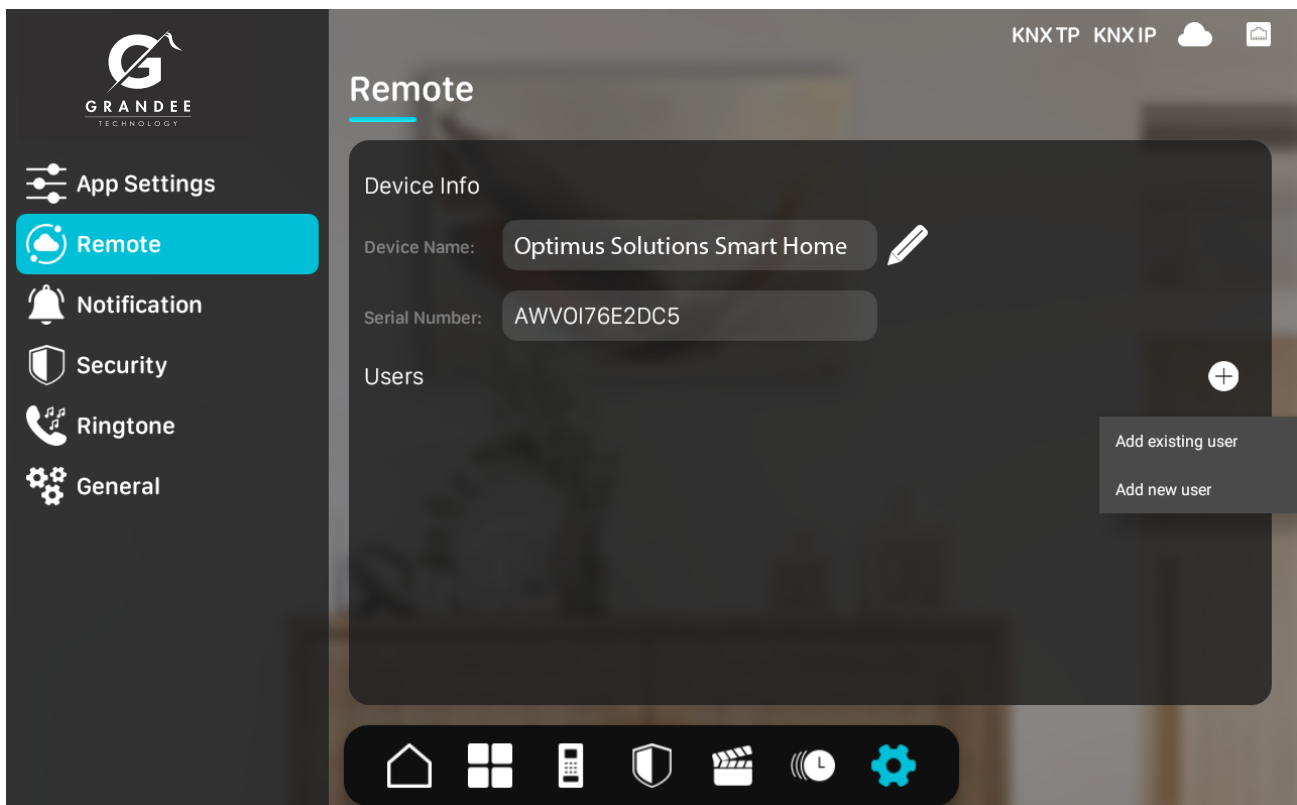 GRANDEE
TECHNOLOGY
App Settings
Remote
Notification
Security
Ringtone
General
KNX TP KNX IP
Remote
Device Info
Device Name: Optimus Solutions Smart Home
Serial Number: AWVOI76E2DC5
Users
Add existing user
Add new user